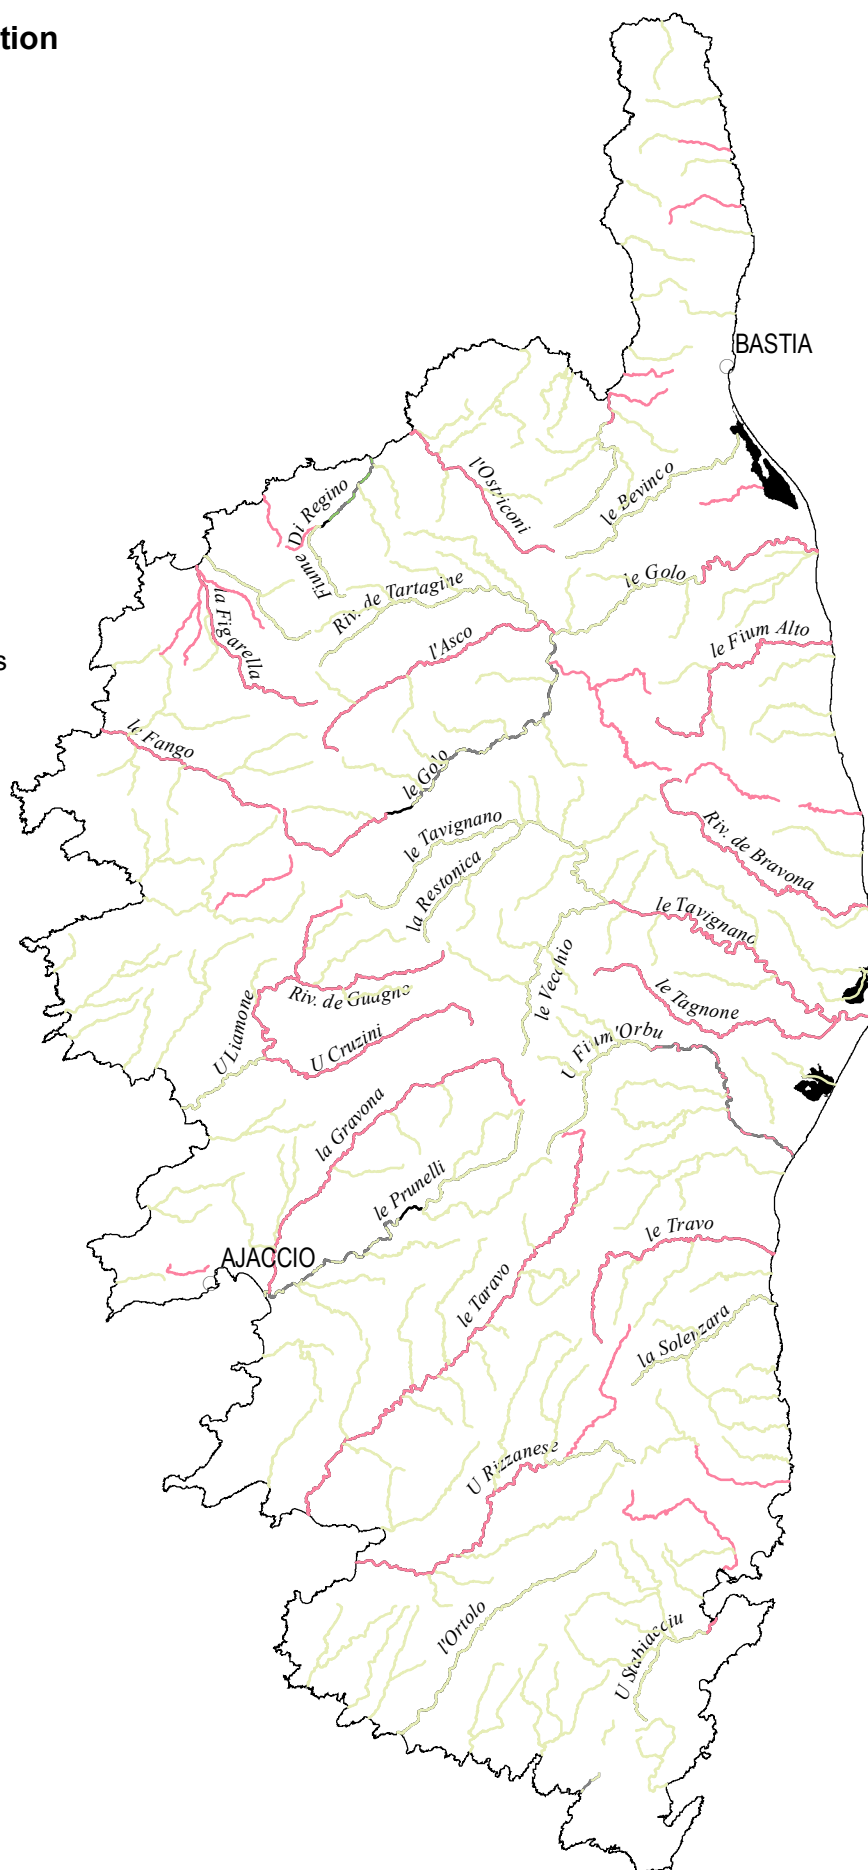 tion
BASTIA
l'Ostriconi
Di Regino
le Bevinco
Fiume
Riv. de Tartagine
le Golo
la Figarella
l'Asco
le Fium Alto
s
le Fango
le Golo
le Tavignano
la Restonica
Riv. de Bravona
le Tavignano
le Vecchio
le Tagnone
Riv. de Guagno
U Liamone
U Cruzini
U Fium'Orbu
la Gravona
le Prunelli
le Travo
AJACCIO
le Taravo
la Solenzara
U Rizzanese
l'Ortolo
U Stabiacciu